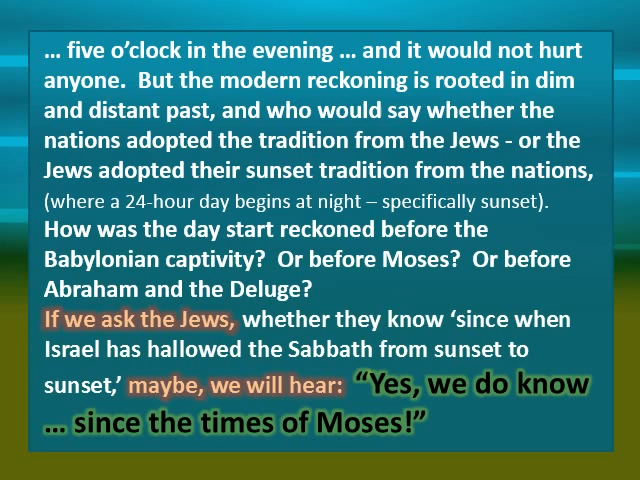 … five o’clock in the evening … and it would not hurt
anyone.  But the modern reckoning is rooted in dim
and distant past, and who would say whether the
nations adopted the tradition from the Jews - or the
Jews adopted their sunset tradition from the nations,
(where a 24-hour day begins at night – specifically sunset).
How was the day start reckoned before the
Babylonian captivity?  Or before Moses?  Or before
Abraham and the Deluge?
If we ask the Jews, whether they know ‘since when
Israel has hallowed the Sabbath from sunset to
sunset,’ maybe, we will hear:  “Yes, we do know
… since the times of Moses!”